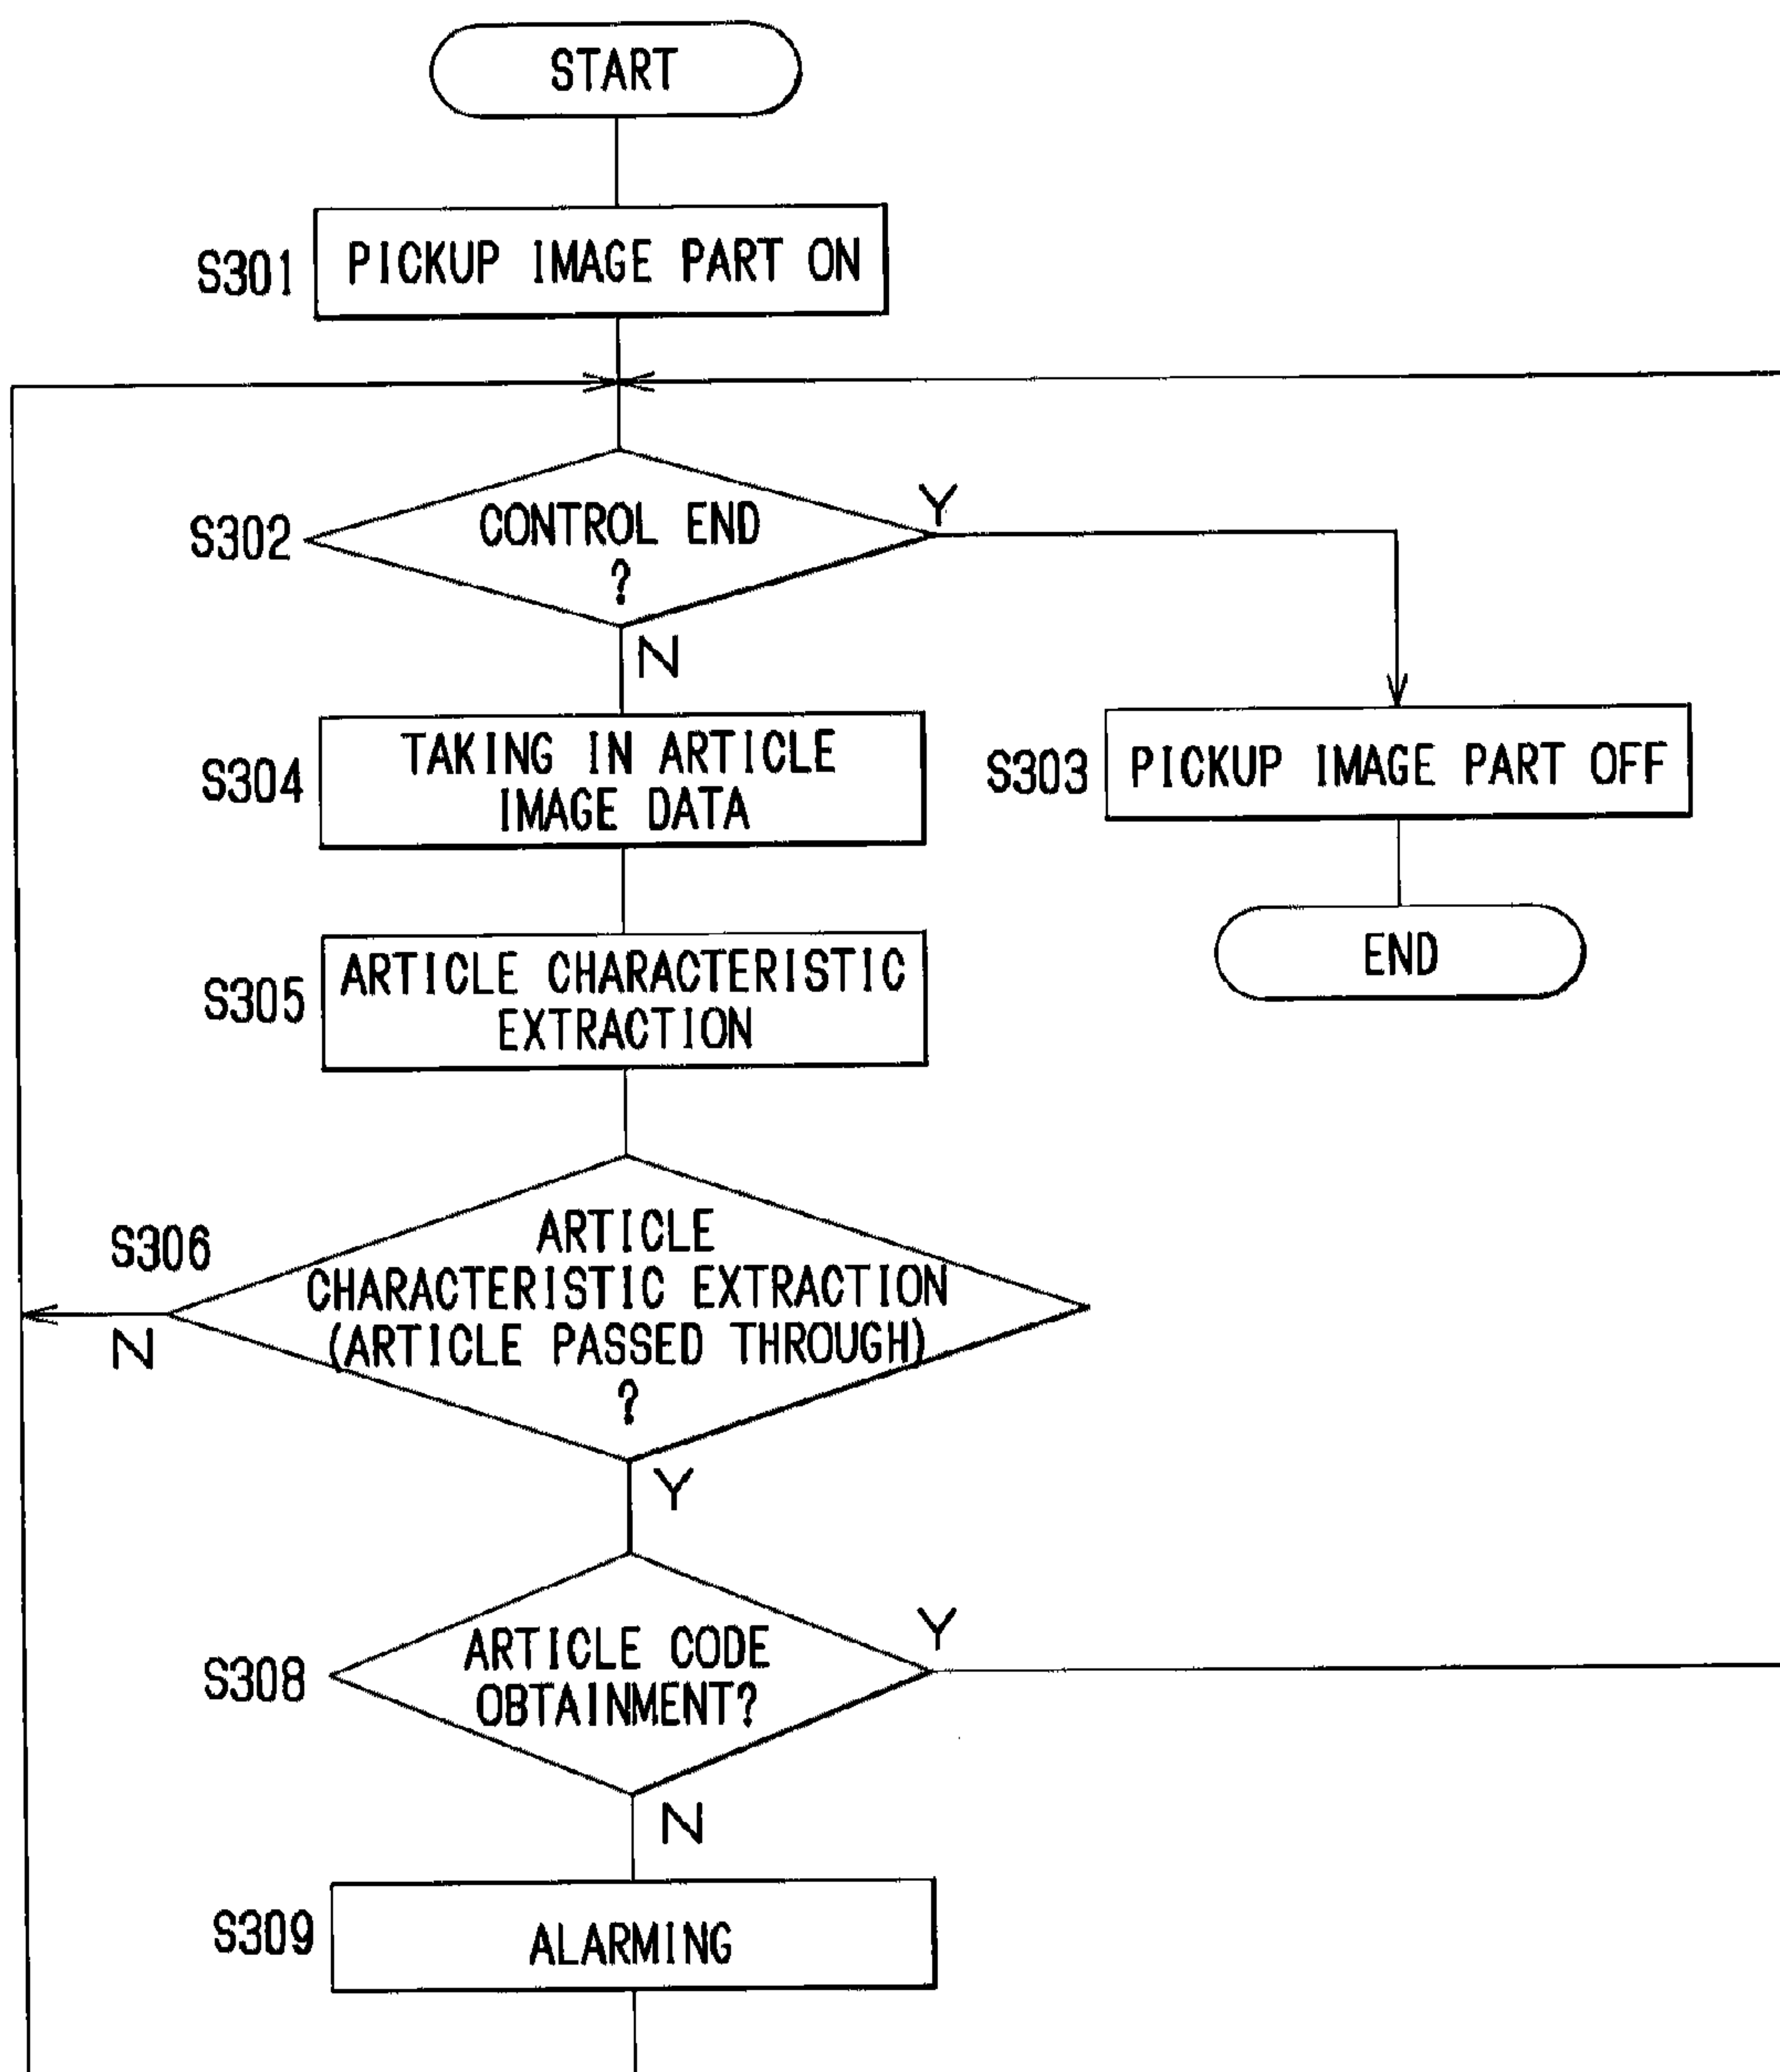 START
S301
PICKUP IMAGE PART ON
S302
CONTROL END
?
Y
N
S304
TAKING IN ARTICLE
IMAGE DATA
S303
PICKUP IMAGE PART OFF
S305
ARTICLE CHARACTERISTIC
EXTRACTION
END
S306
ARTICLE
CHARACTERISTIC EXTRACTION
(ARTICLE PASSED THROUGH)
?
N
Y
S308
ARTICLE CODE
OBTAINMENT?
Y
N
S309
ALARMING